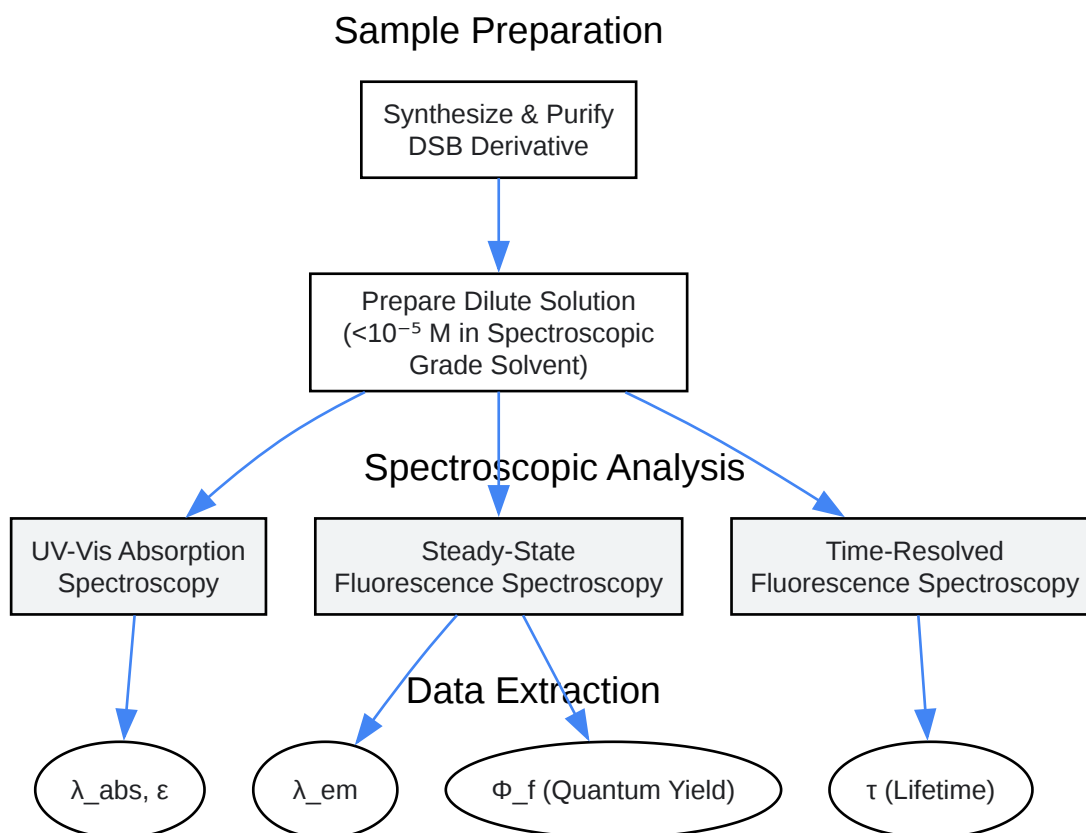 Sample Preparation
Synthesize & Purify
DSB Derivative
Prepare Dilute Solution
(<10⁻⁵ M in Spectroscopic
Grade Solvent)
Spectroscopic Analysis
UV-Vis Absorption
Spectroscopy
Steady-State
Fluorescence Spectroscopy
Time-Resolved
Fluorescence Spectroscopy
Data Extraction
λ_abs, ε
λ_em
Φ_f (Quantum Yield)
τ (Lifetime)